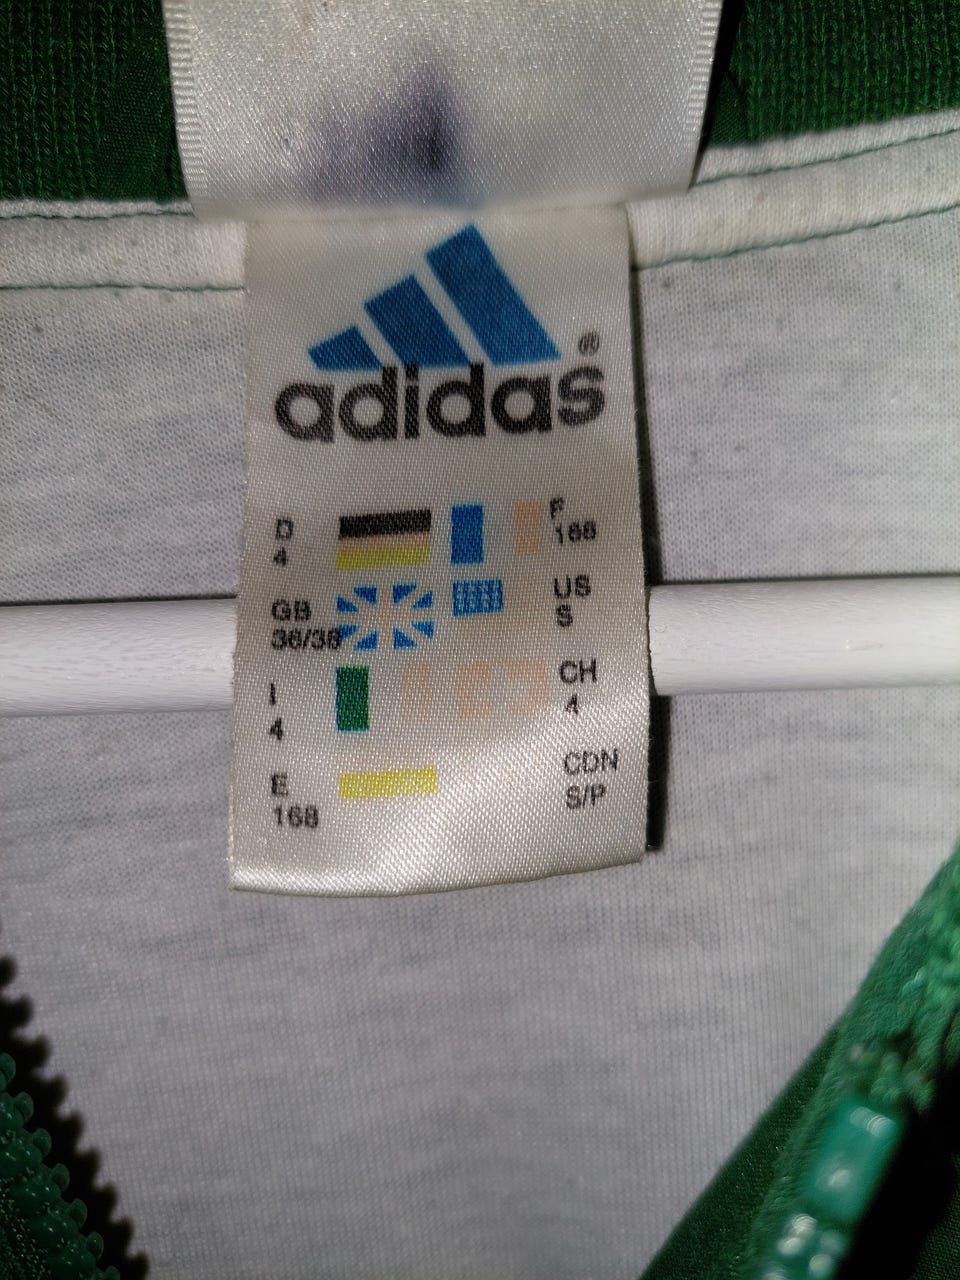 adidas®
D
4
F
168
GB
36/38
US
S
I
4
CH
4
E
168
CDN
S/P